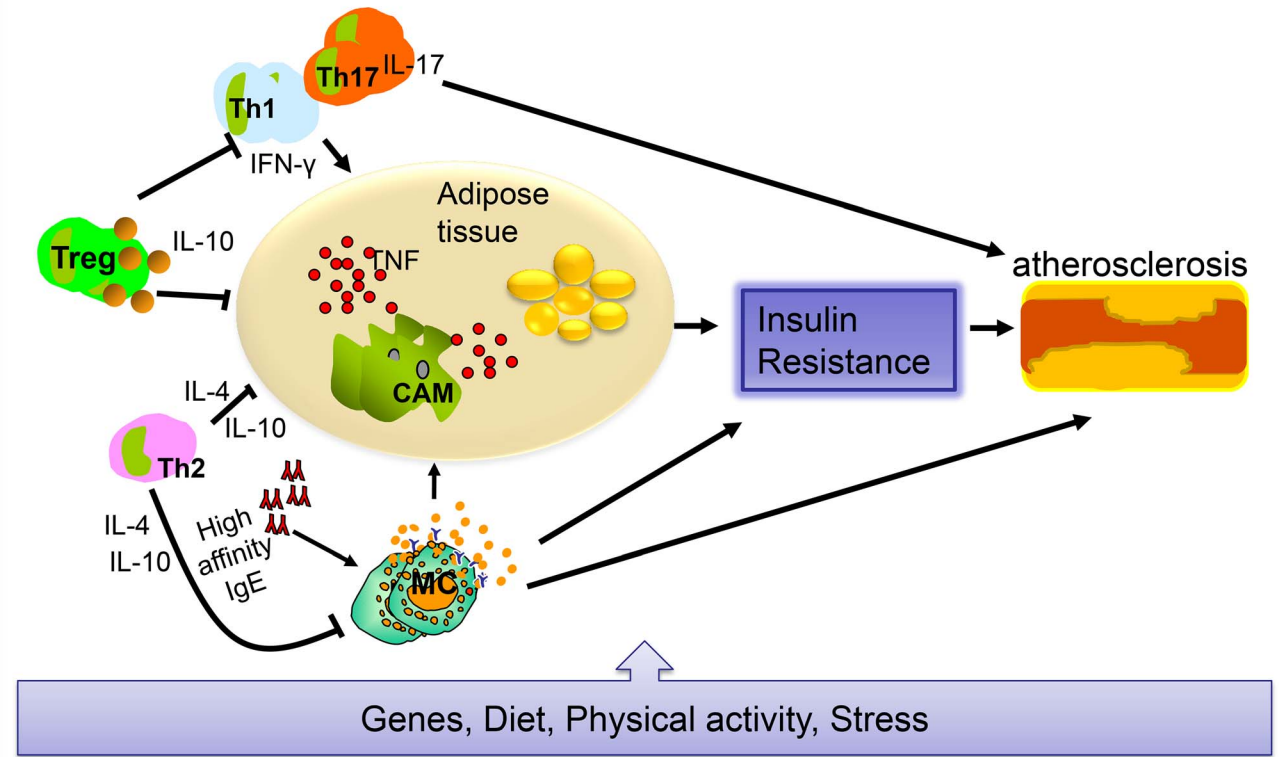 Th17
IL-17
Th1
IFN-γ
Adipose
tissue
Treg
IL-10
TNF
atherosclerosis
Insulin
Resistance
CAM
IL-4
IL-10
Th2
IL-4
IL-10
High
affinity
IgE
MC
Genes, Diet, Physical activity, Stress